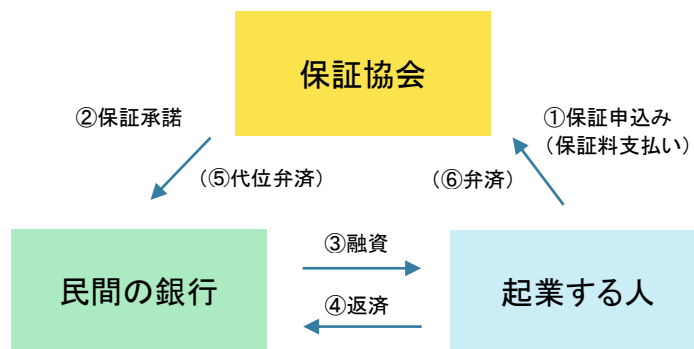 保証協会
②保証承諾
①保証申込み
（保証料支払い）
（⑤代位弁済）
（⑥弁済）
③融資
民間の銀行
起業する人
④返済